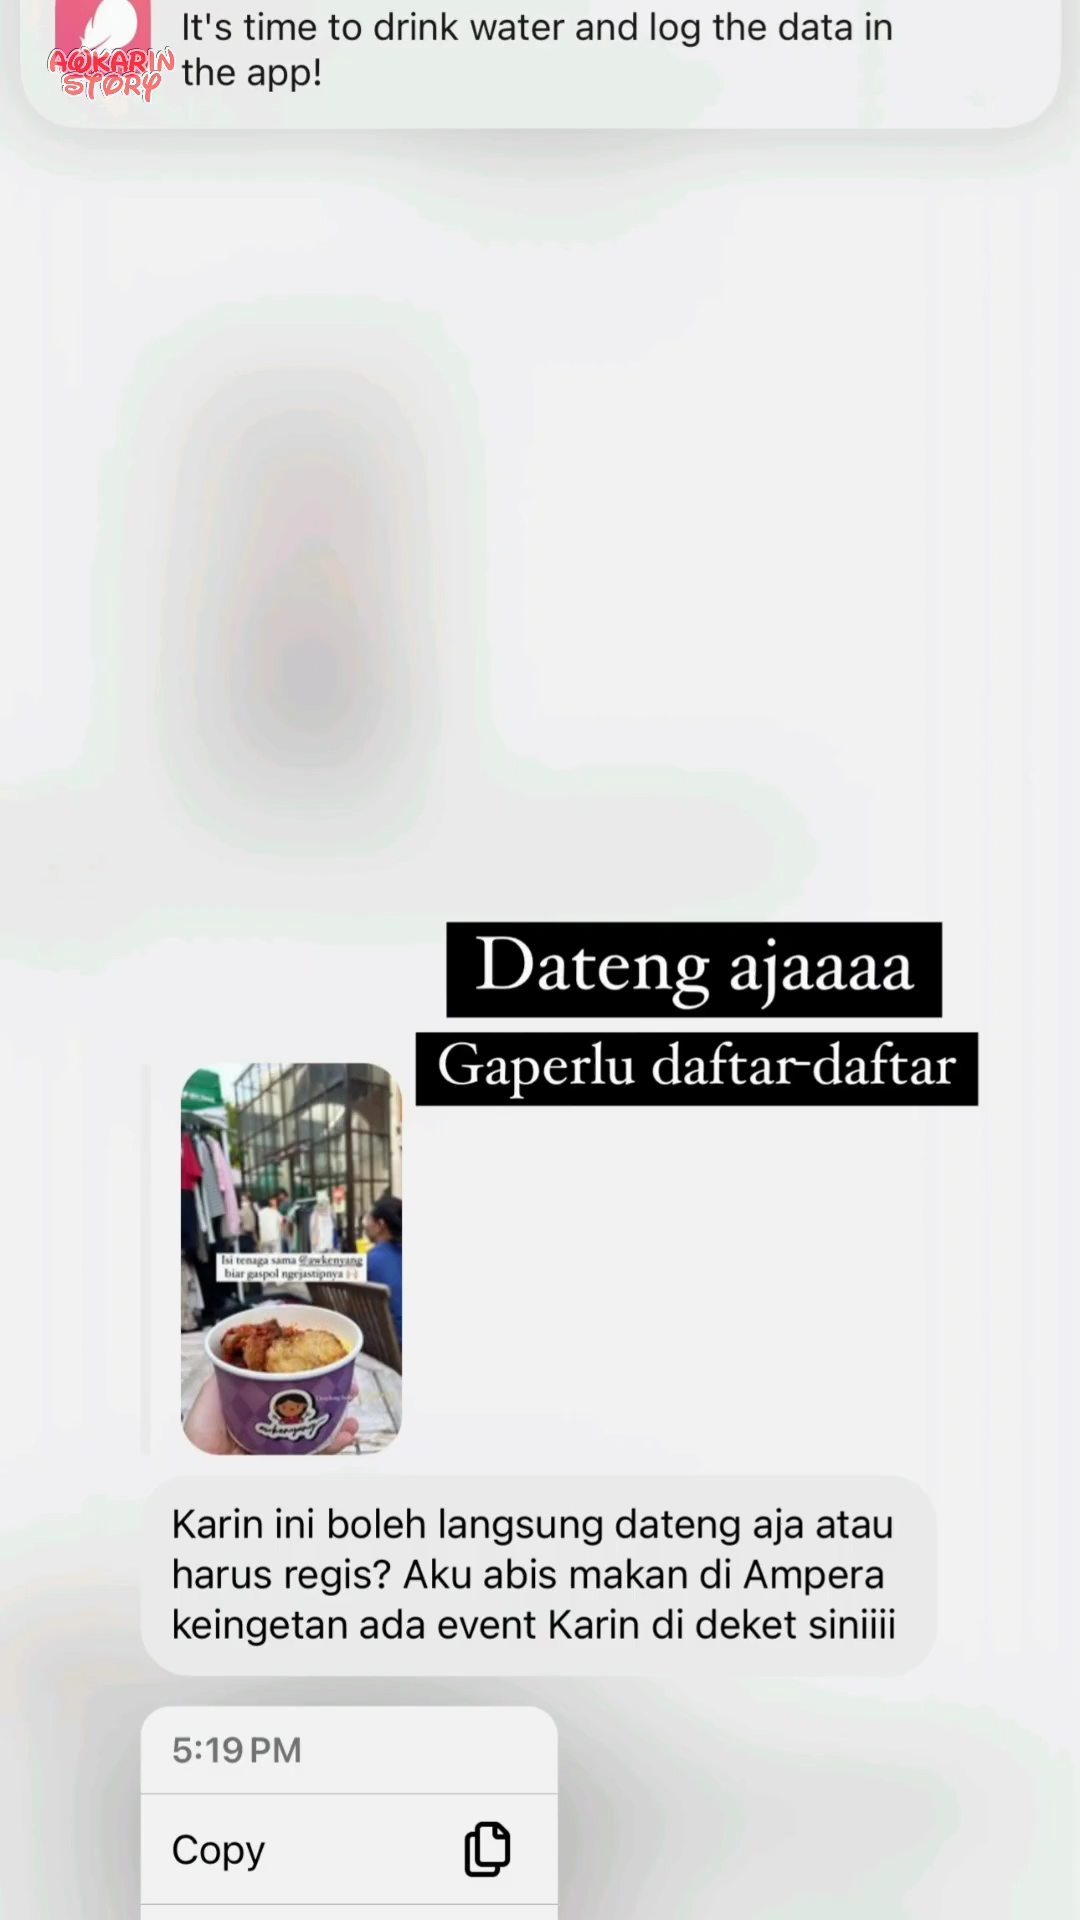 It's time to drink water and log the data in
the app!
AWKARIN
STORY
Dateng ajaaaa
Gaperlu daftar-daftar
Isi tenaga sama @awkenyang
biar gaspol ngejastipnya
awkenyang
Karin ini boleh langsung dateng aja atau
harus regis? Aku abis makan di Ampera
keingetan ada event Karin di deket siniiii
5:19 PM
Copy